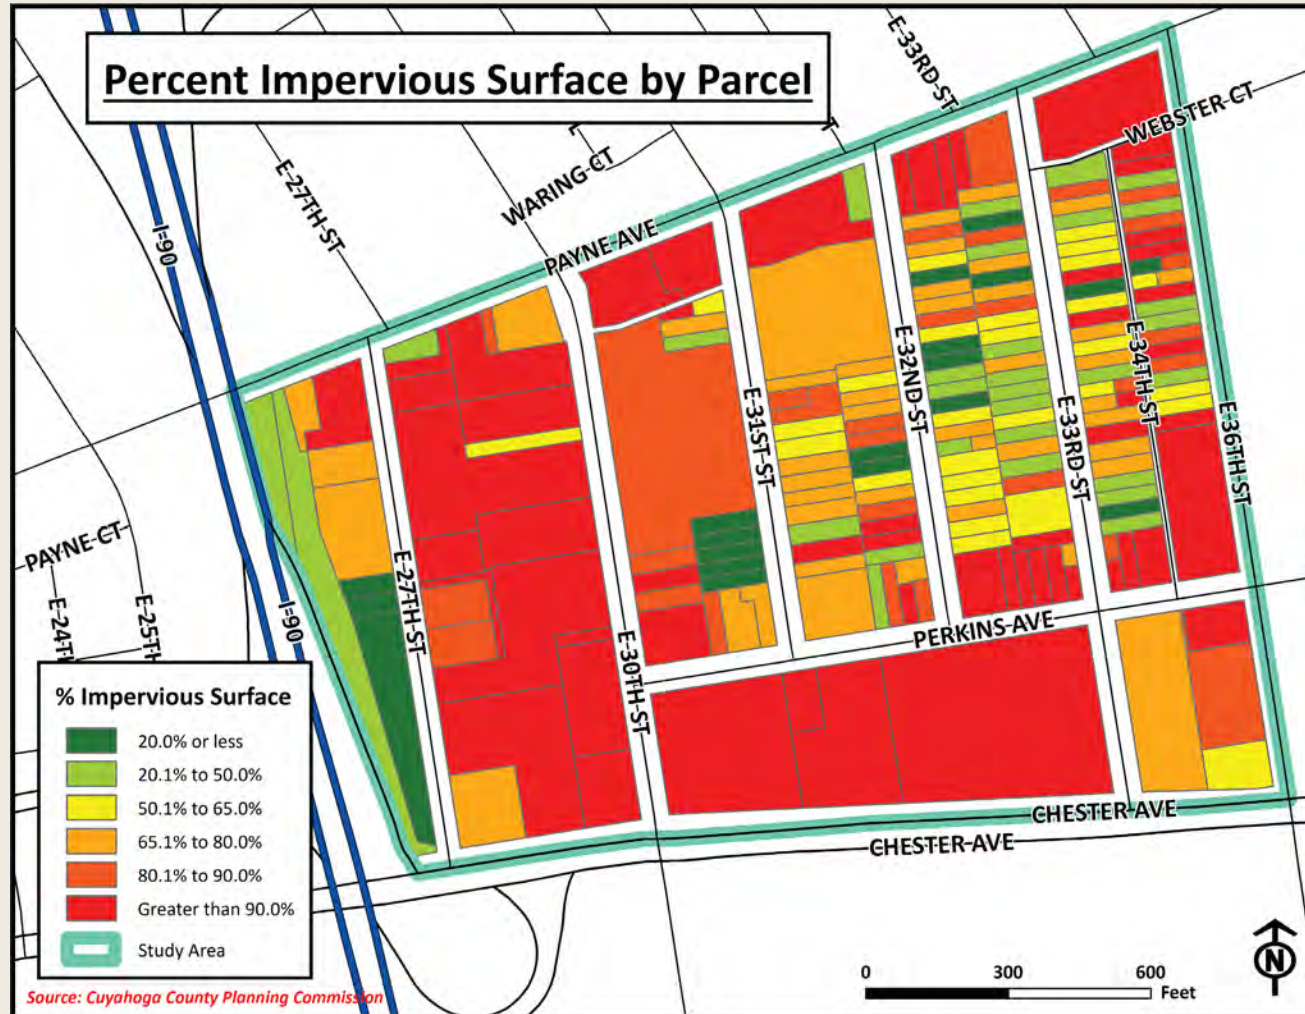 Percent Impervious Surface by Parcel
E 33RD ST
WEBSTER CT
E 27TH ST
WARING CT
I-90
PAYNE AVE
E 32ND ST
E 34TH ST
E 31ST ST
E 33RD ST
E 36TH ST
PAYNE CT
E 27TH ST
I-90
E 25TH
PERKINS AVE
E 30TH ST
CHESTER AVE
CHESTER AVE
% Impervious Surface
20.0% or less
20.1% to 50.0%
50.1% to 65.0%
65.1% to 80.0%
80.1% to 90.0%
Greater than 90.0%
Study Area
Source: Cuyahoga County Planning Commission
0 300 600
Feet
N